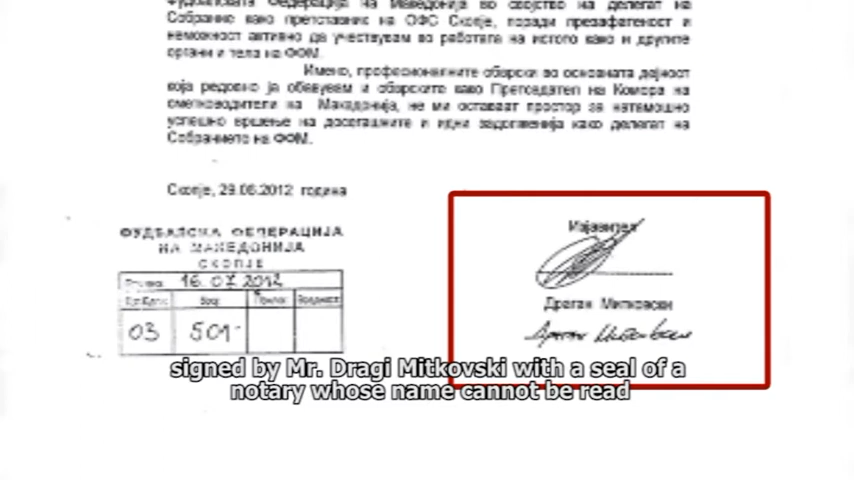 Фудбалската Федерација на Македонија во својство на делегат на
Собрание како претставник на ОФС Скопје, поради презафатеност и
неможност активно да учествувам во работата на истото како и другите
органи и тела на ФФМ.
Имено, професионалните обврски во основната дејност
која редовно ја обавувам и обврските како Претседател на Комора на
сметководители на Македонија, не ми оставаат простор за натамошно
успешно вршење на досегашните и идни задолженија како делегат на
Собранието на ФФМ.
Скопје, 29.06.2012 година
ФУДБАЛСКА ФЕДЕРАЦИЈА
НА МАКЕДОНИЈА
СКОПЈЕ
16.07.2012
Број
03 501
Изјавител
Драган Митковски
signed by Mr. Dragi Mitkovski with a seal of a
notary whose name cannot be read